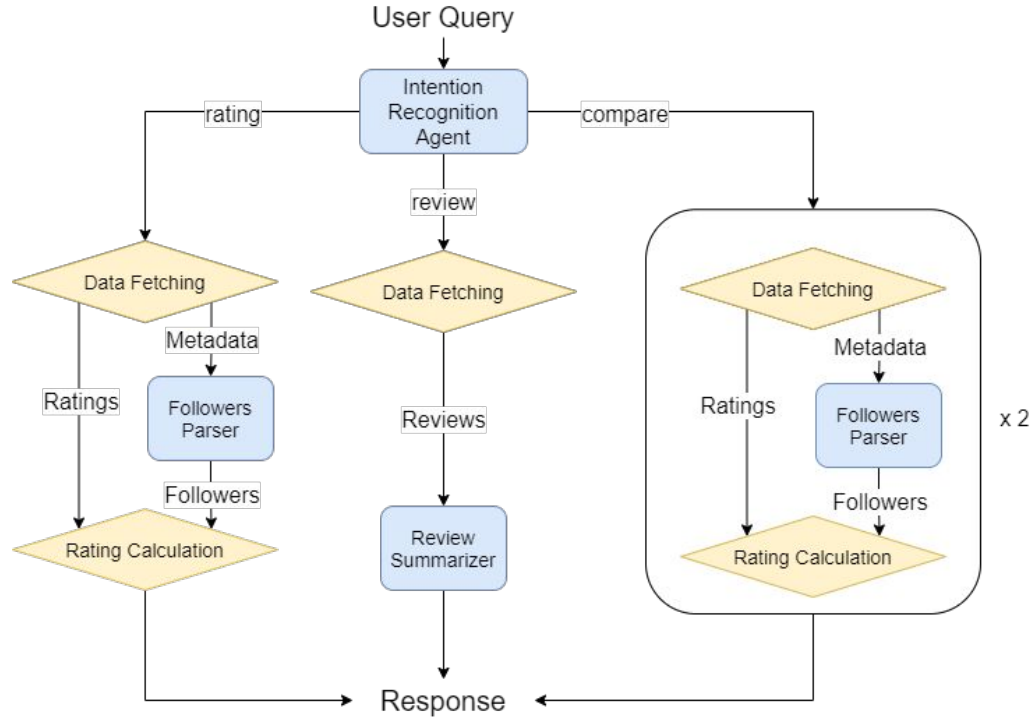 User Query
Intention
Recognition
Agent
rating
compare
review
Data Fetching
Metadata
Ratings
Followers
Parser
Followers
Rating Calculation
Data Fetching
Reviews
Review
Summarizer
Data Fetching
Metadata
Ratings
Followers
Parser
Followers
Rating Calculation
x 2
Response